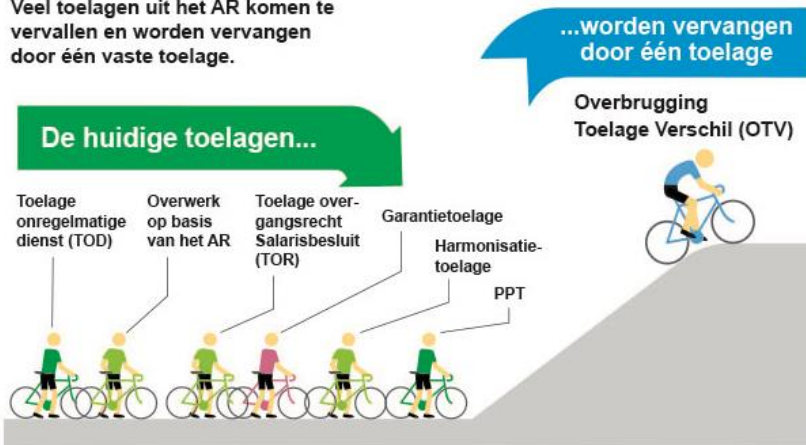 Veel toelagen uit het AR komen te
vervallen en worden vervangen
door één vaste toelage.
...worden vervangen
door één toelage
Overbrugging
Toelage Verschil (OTV)
De huidige toelagen...
Toelage
onregelmatige
dienst (TOD)
Overwerk
op basis
van het AR
Toelage over-
gangsrecht
Salarisbesluit
(TOR)
Garantietoelage
Harmonisatie-
toelage
PPT